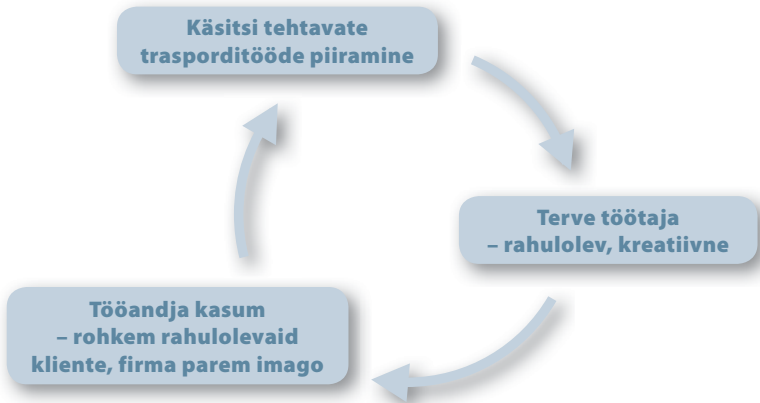 Käsitsi tehtavate
trasporditööde piiramine
Terve töötaja
– rahulolev, kreatiivne
Tööandja kasum
– rohkem rahulolevaid
kliente, firma parem imago